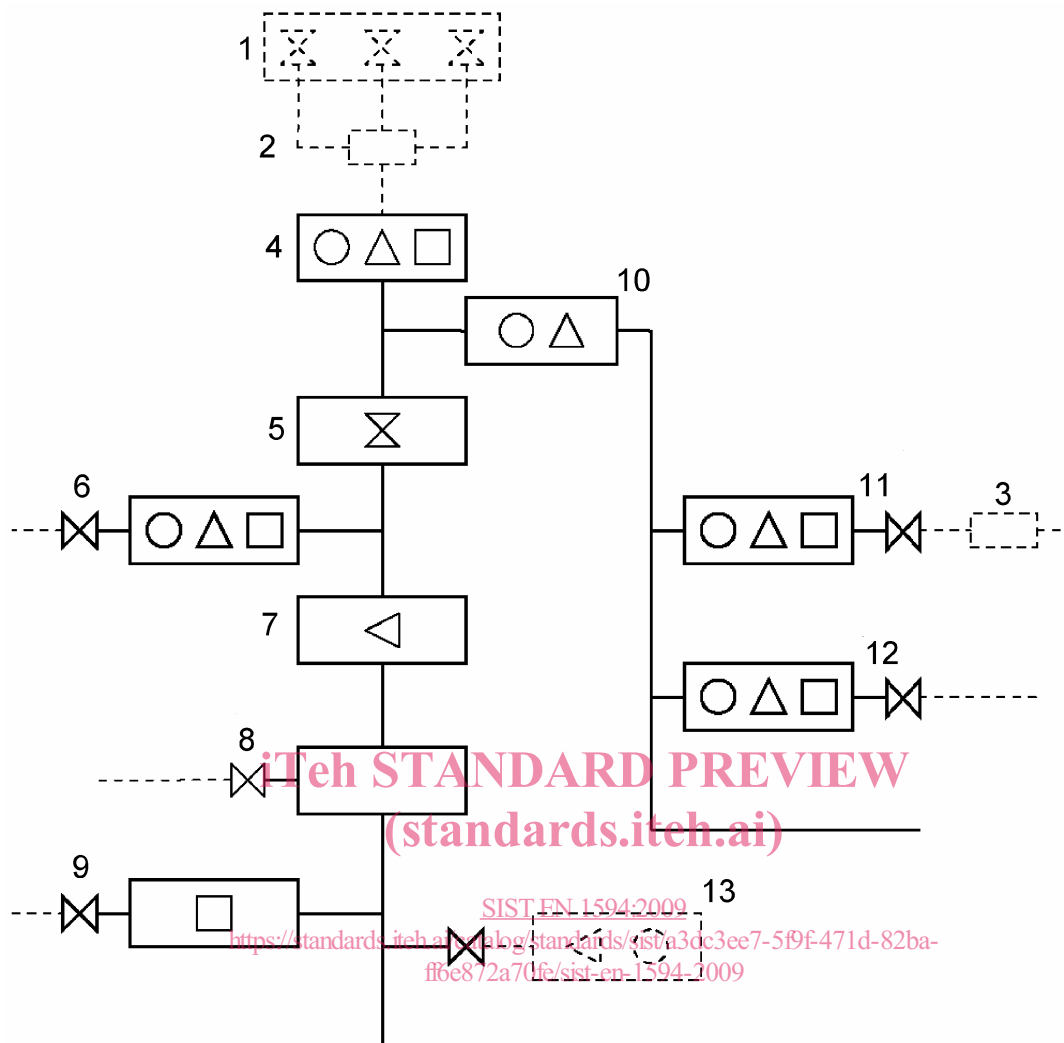 1
2
4
10
5
6
11
3
7
12
8
iTeh STANDARD PREVIEW
(standards.iteh.ai)
9
13
SIST EN 1594:2009
https://standards.iteh.ai/catalog/standards/sist/a3dc3ee7-5f9f-471d-82ba-
ff6e872a70fe/sist-en-1594-2009